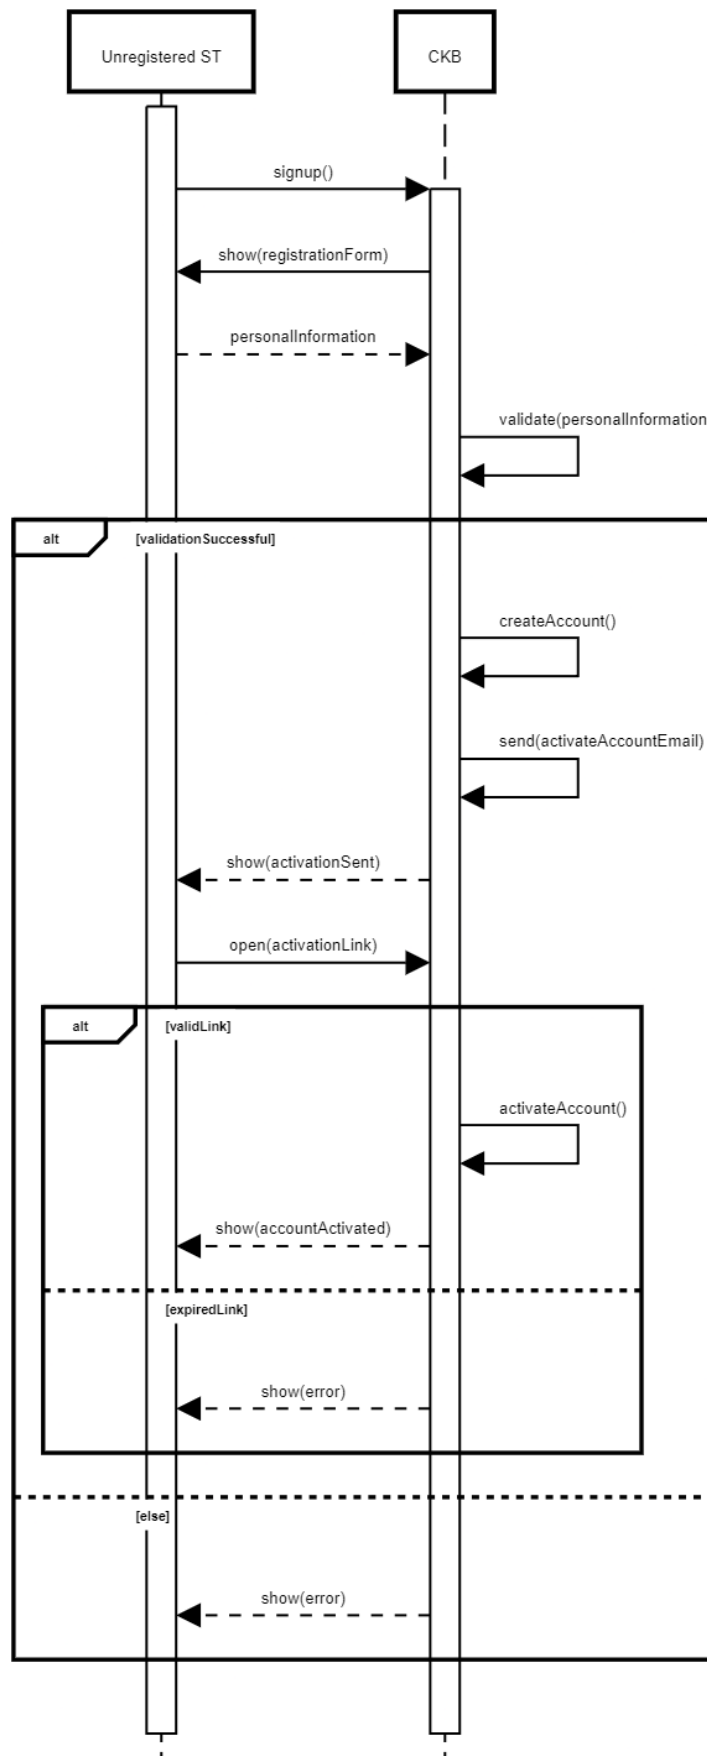 Unregistered ST
CKB
signup()
show(registrationForm)
personalInformation
validate(personalInformation
alt
[validationSuccessful]
createAccount()
send(activateAccountEmail)
show(activationSent)
open(activationLink)
alt
[validLink]
activateAccount()
show(accountActivated)
[expiredLink]
show(error)
[else]
show(error)